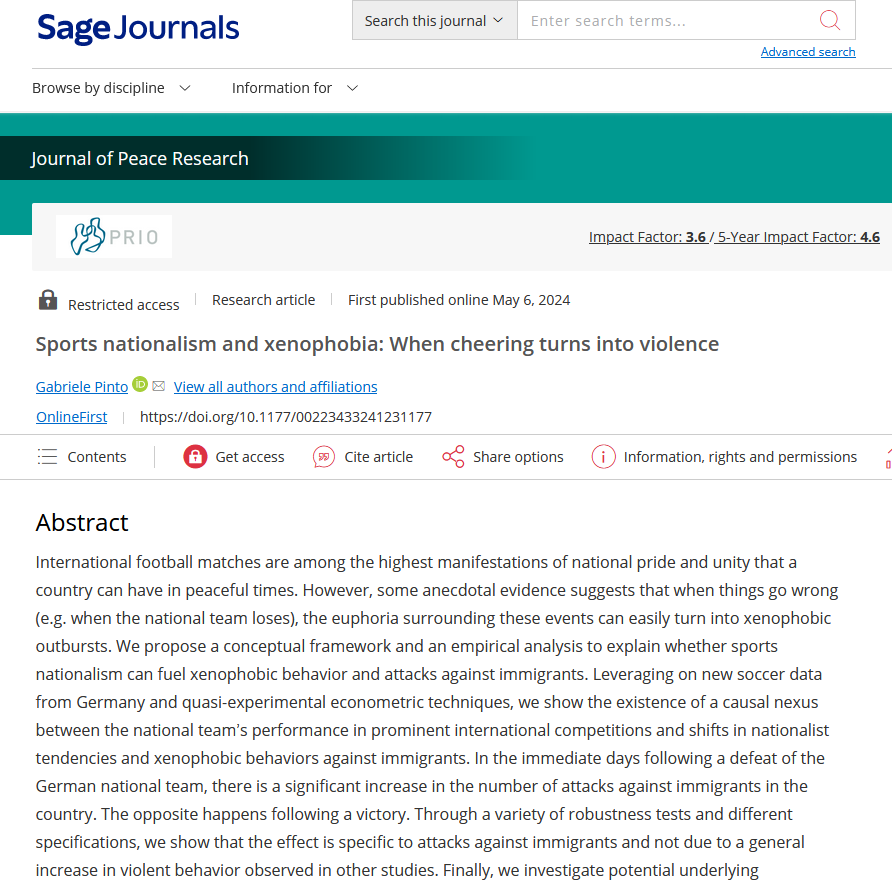 Sage Journals
Search this journal
Enter search terms...
Advanced search
Browse by discipline
Information for
Journal of Peace Research
PRIO
Impact Factor: 3.6 / 5-Year Impact Factor: 4.6
Restricted access
Research article
First published online May 6, 2024
Sports nationalism and xenophobia: When cheering turns into violence
Gabriele Pinto iD View all authors and affiliations
OnlineFirst
https://doi.org/10.1177/00223433241231177
Contents
Get access
Cite article
Share options
Information, rights and permissions
Abstract
International football matches are among the highest manifestations of national pride and unity that a
country can have in peaceful times. However, some anecdotal evidence suggests that when things go wrong
(e.g. when the national team loses), the euphoria surrounding these events can easily turn into xenophobic
outbursts. We propose a conceptual framework and an empirical analysis to explain whether sports
nationalism can fuel xenophobic behavior and attacks against immigrants. Leveraging on new soccer data
from Germany and quasi-experimental econometric techniques, we show the existence of a causal nexus
between the national team's performance in prominent international competitions and shifts in nationalist
tendencies and xenophobic behaviors against immigrants. In the immediate days following a defeat of the
German national team, there is a significant increase in the number of attacks against immigrants in the
country. The opposite happens following a victory. Through a variety of robustness tests and different
specifications, we show that the effect is specific to attacks against immigrants and not due to a general
increase in violent behavior observed in other studies. Finally, we investigate potential underlying